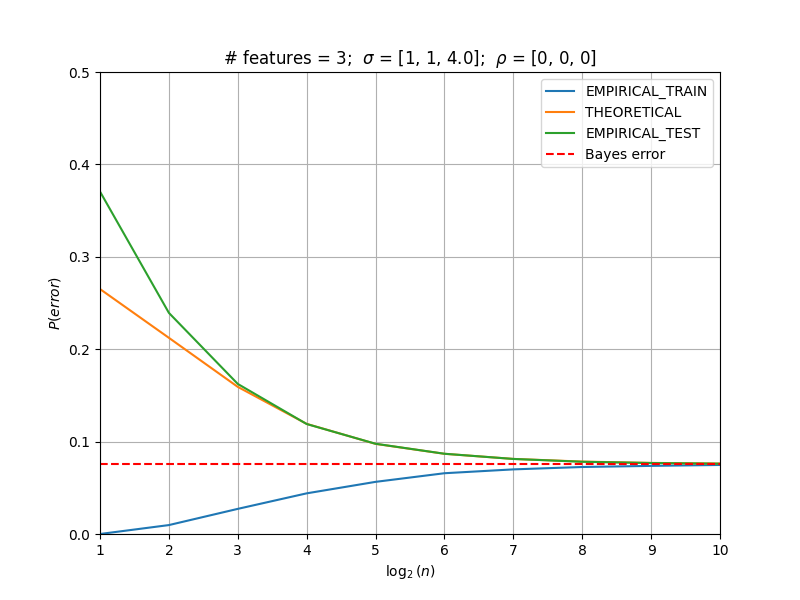 # features = 3; σ = [1, 1, 4.0]; ρ = [0, 0, 0]
0.5
0.4
0.3
0.2
0.1
0.0
P(error)
EMPIRICAL_TRAIN
THEORETICAL
EMPIRICAL_TEST
Bayes error
1 2 3 4 5 6 7 8 9 10
log₂(n)